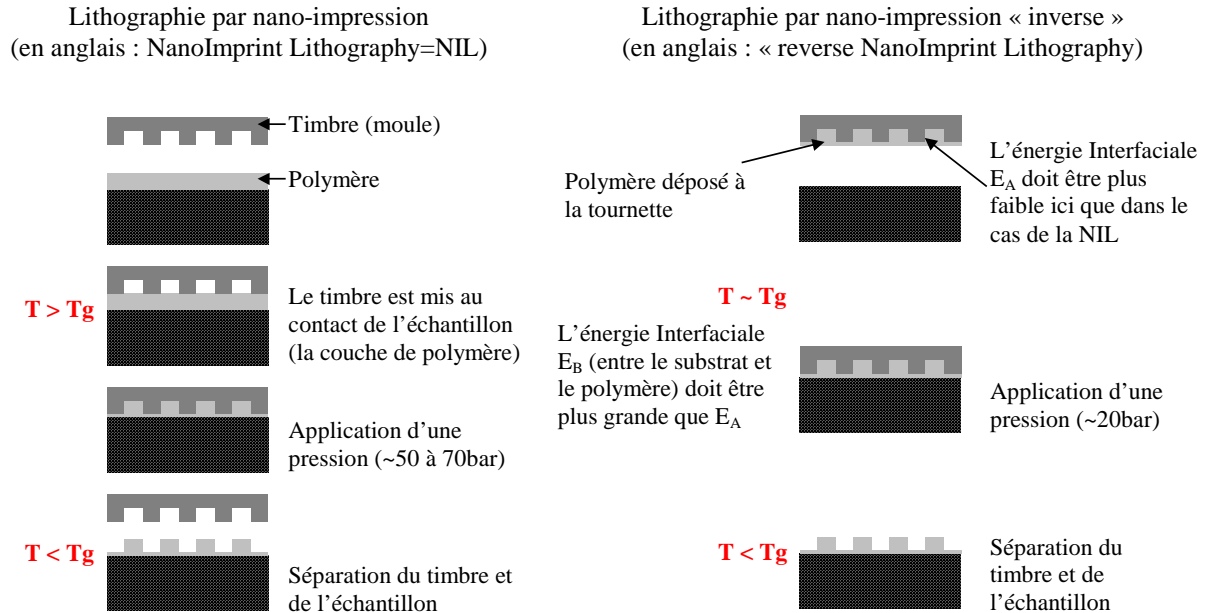 Lithographie par nano-impression
(en anglais : NanoImprint Lithography=NIL)
Timbre (moule)
Polymère
T > Tg
Le timbre est mis au
contact de l’échantillon
(la couche de polymère)
Application d’une
pression (~50 à 70bar)
T < Tg
Séparation du timbre et
de l’échantillon
Lithographie par nano-impression « inverse »
(en anglais : « reverse NanoImprint Lithography)
Polymère déposé à
la tournette
L’énergie Interfaciale
E_A doit être plus
faible ici que dans le
cas de la NIL
T ~ Tg
L’énergie Interfaciale
E_B (entre le substrat et
le polymère) doit être
plus grande que E_A
Application d’une
pression (~20bar)
T < Tg
Séparation du
timbre et de
l’échantillon